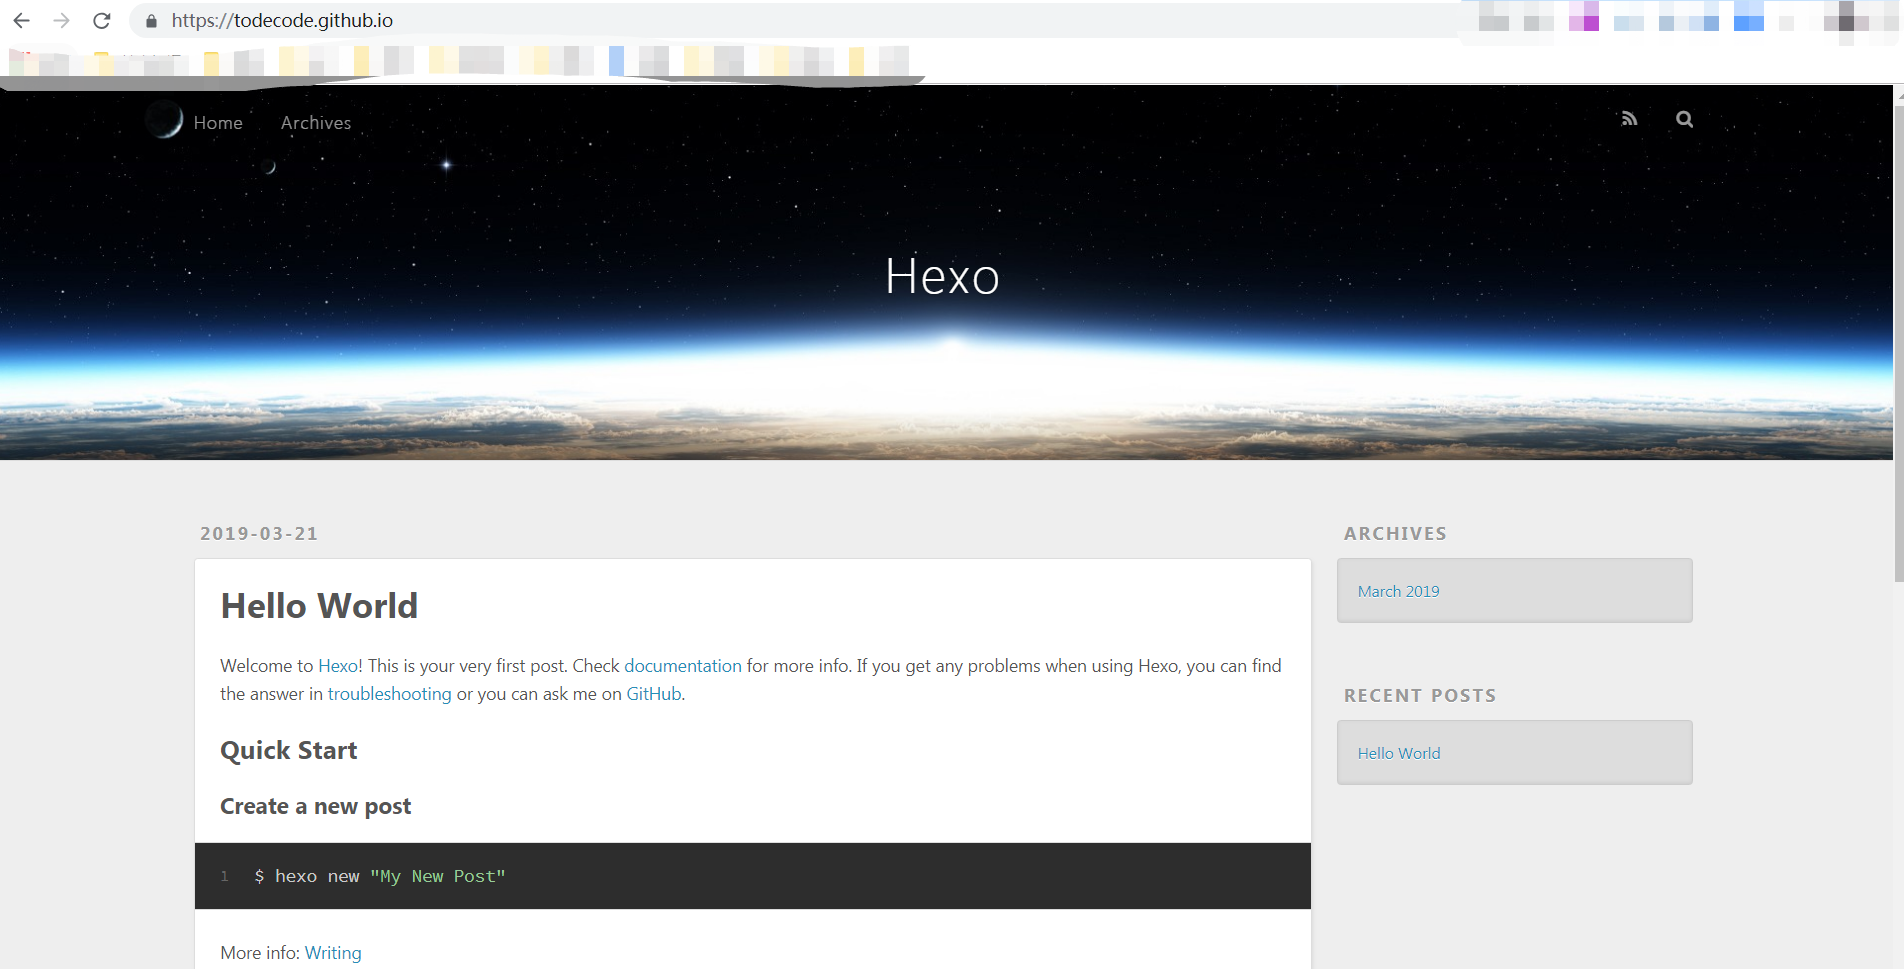 https://todecode.github.io
Home Archives
Hexo
2019-03-21
Hello World
Welcome to Hexo! This is your very first post. Check documentation for more info. If you get any problems when using Hexo, you can find
the answer in troubleshooting or you can ask me on GitHub.
Quick Start
Create a new post
1 $ hexo new "My New Post"
More info: Writing
ARCHIVES
March 2019
RECENT POSTS
Hello World